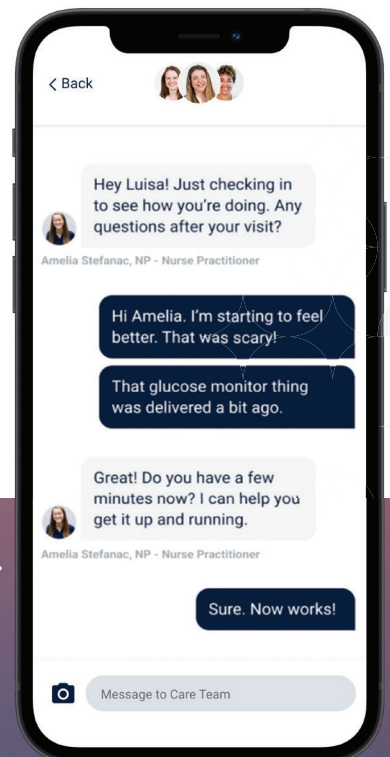 Back
Hey Luisa! Just checking in
to see how you're doing. Any
questions after your visit?
Amelia Stefanac, NP - Nurse Practitioner
Hi Amelia. I'm starting to feel
better. That was scary!
That glucose monitor thing
was delivered a bit ago.
Great! Do you have a few
minutes now? I can help you
get it up and running.
Amelia Stefanac, NP - Nurse Practitioner
Sure. Now works!
Message to Care Team